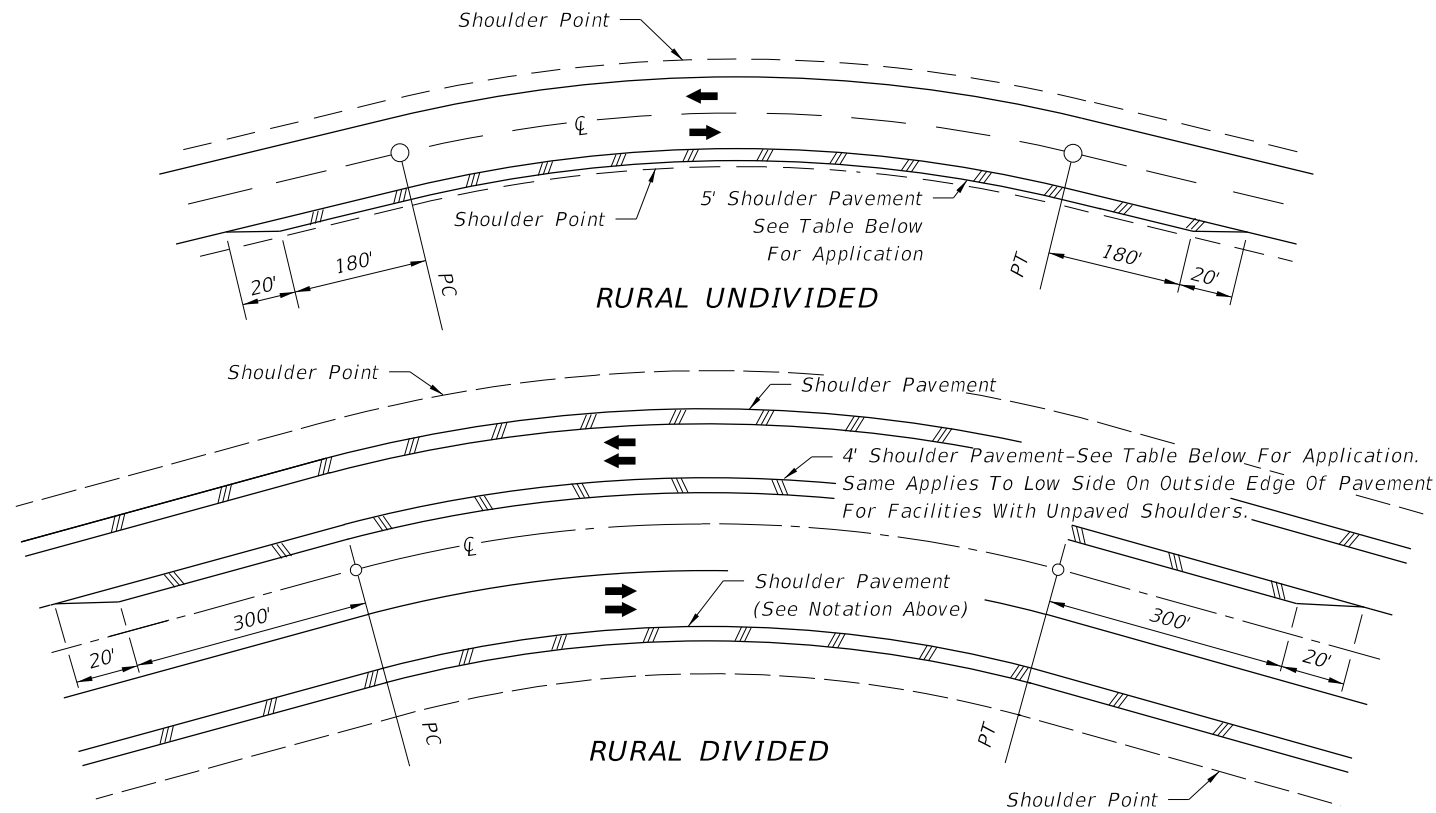 Shoulder Point
℄
Shoulder Point
5' Shoulder Pavement
See Table Below
For Application
20'
180'
PC
PT
180'
20'
RURAL UNDIVIDED
Shoulder Point
Shoulder Pavement
4' Shoulder Pavement-See Table Below For Application.
Same Applies To Low Side On Outside Edge Of Pavement
For Facilities With Unpaved Shoulders.
℄
Shoulder Pavement
(See Notation Above)
20'
300'
300'
20'
PC
PT
RURAL DIVIDED
Shoulder Point